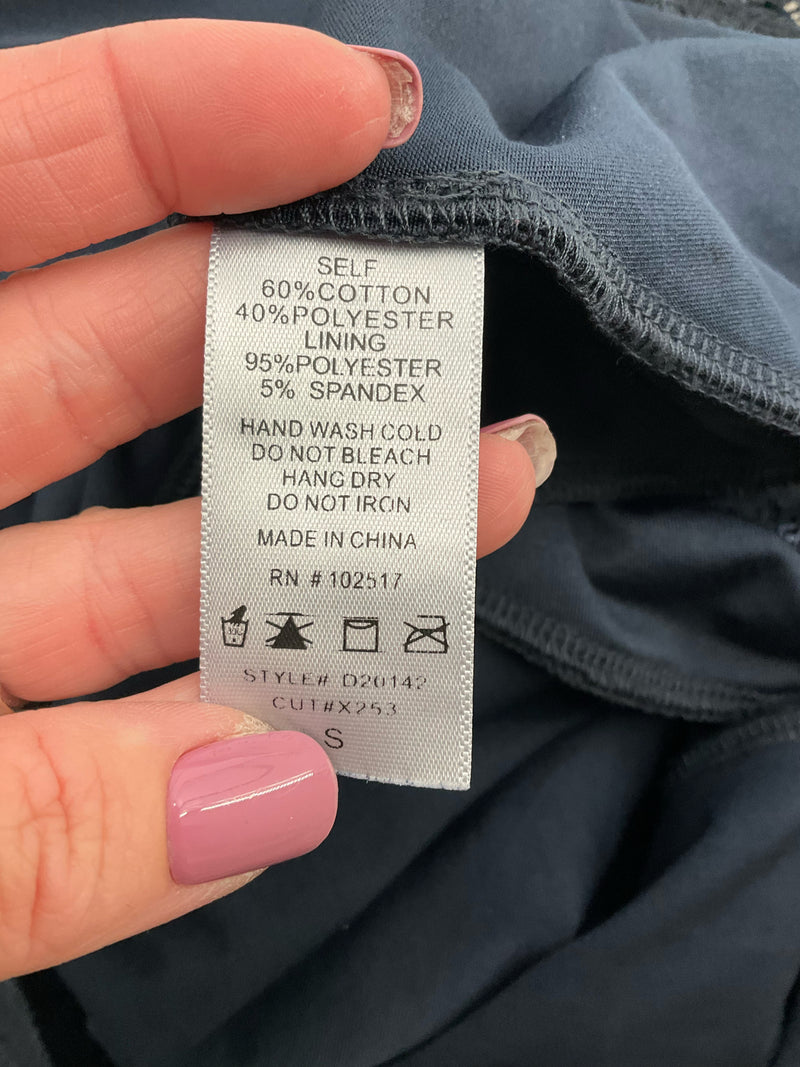 SELF
60%COTTON
40%POLYESTER
LINING
95%POLYESTER
5% SPANDEX
HAND WASH COLD
DO NOT BLEACH
HANG DRY
DO NOT IRON
MADE IN CHINA
RN # 102517
STYLE# D20142
CUT#X253
S